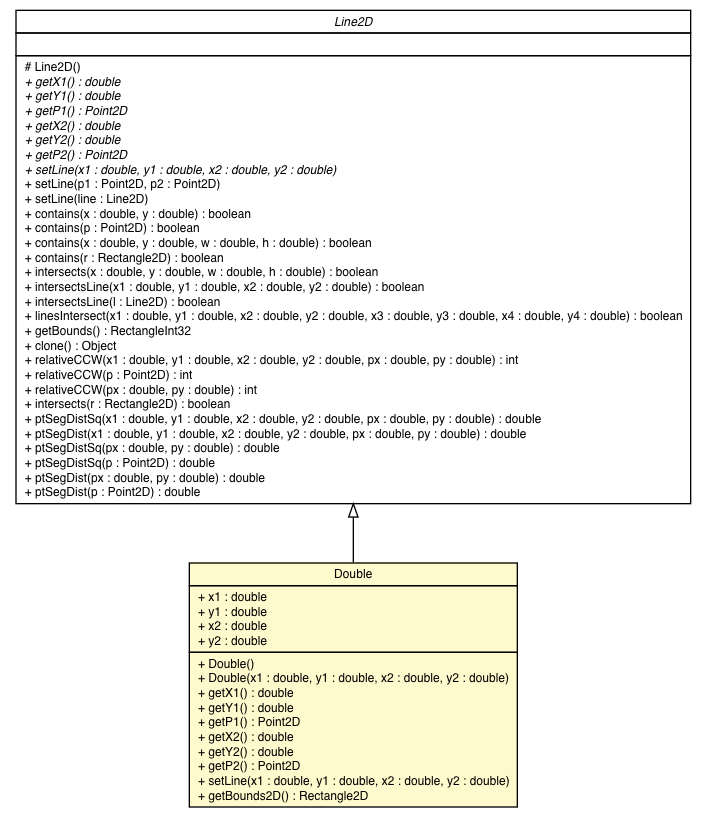 Line2D
# Line2D()
+ getX1() : double
+ getY1() : double
+ getP1() : Point2D
+ getX2() : double
+ getY2() : double
+ getP2() : Point2D
+ setLine(x1 : double, y1 : double, x2 : double, y2 : double)
+ setLine(p1 : Point2D, p2 : Point2D)
+ setLine(line : Line2D)
+ contains(x : double, y : double) : boolean
+ contains(p : Point2D) : boolean
+ contains(x : double, y : double, w : double, h : double) : boolean
+ contains(r : Rectangle2D) : boolean
+ intersects(x : double, y : double, w : double, h : double) : boolean
+ intersectsLine(x1 : double, y1 : double, x2 : double, y2 : double) : boolean
+ intersectsLine(l : Line2D) : boolean
+ linesIntersect(x1 : double, y1 : double, x2 : double, y2 : double, x3 : double, y3 : double, x4 : double, y4 : double) : boolean
+ getBounds() : RectangleInt32
+ clone() : Object
+ relativeCCW(x1 : double, y1 : double, x2 : double, y2 : double, px : double, py : double) : int
+ relativeCCW(p : Point2D) : int
+ relativeCCW(px : double, py : double) : int
+ intersects(r : Rectangle2D) : boolean
+ ptSegDistSq(x1 : double, y1 : double, x2 : double, y2 : double, px : double, py : double) : double
+ ptSegDist(x1 : double, y1 : double, x2 : double, y2 : double, px : double, py : double) : double
+ ptSegDistSq(px : double, py : double) : double
+ ptSegDistSq(p : Point2D) : double
+ ptSegDist(px : double, py : double) : double
+ ptSegDist(p : Point2D) : double
Double
+ x1 : double
+ y1 : double
+ x2 : double
+ y2 : double
+ Double()
+ Double(x1 : double, y1 : double, x2 : double, y2 : double)
+ getX1() : double
+ getY1() : double
+ getP1() : Point2D
+ getX2() : double
+ getY2() : double
+ getP2() : Point2D
+ setLine(x1 : double, y1 : double, x2 : double, y2 : double)
+ getBounds2D() : Rectangle2D